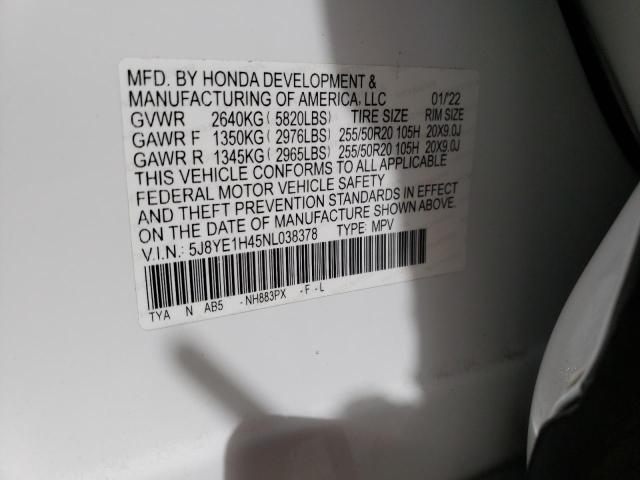 MFD. BY HONDA DEVELOPMENT &
MANUFACTURING OF AMERICA, LLC 01/'22
GVWR 2640KG( 5820LBS) TIRE SIZE RIM SIZE
GAWR F 1350KG( 2976LBS) 255/50R20 105H 20X9.0J
GAWR R 1345KG( 2965LBS) 255/50R20 105H 20X9.0J
THIS VEHICLE CONFORMS TO ALL APPLICABLE
FEDERAL MOTOR VEHICLE SAFETY
AND THEFT PREVENTION STANDARDS IN EFFECT
ON THE DATE OF MANUFACTURE SHOWN ABOVE.
V.I.N.: 5J8YE1H45NL038378 TYPE: MPV
TYA N AB5 -NH883PX -F -L